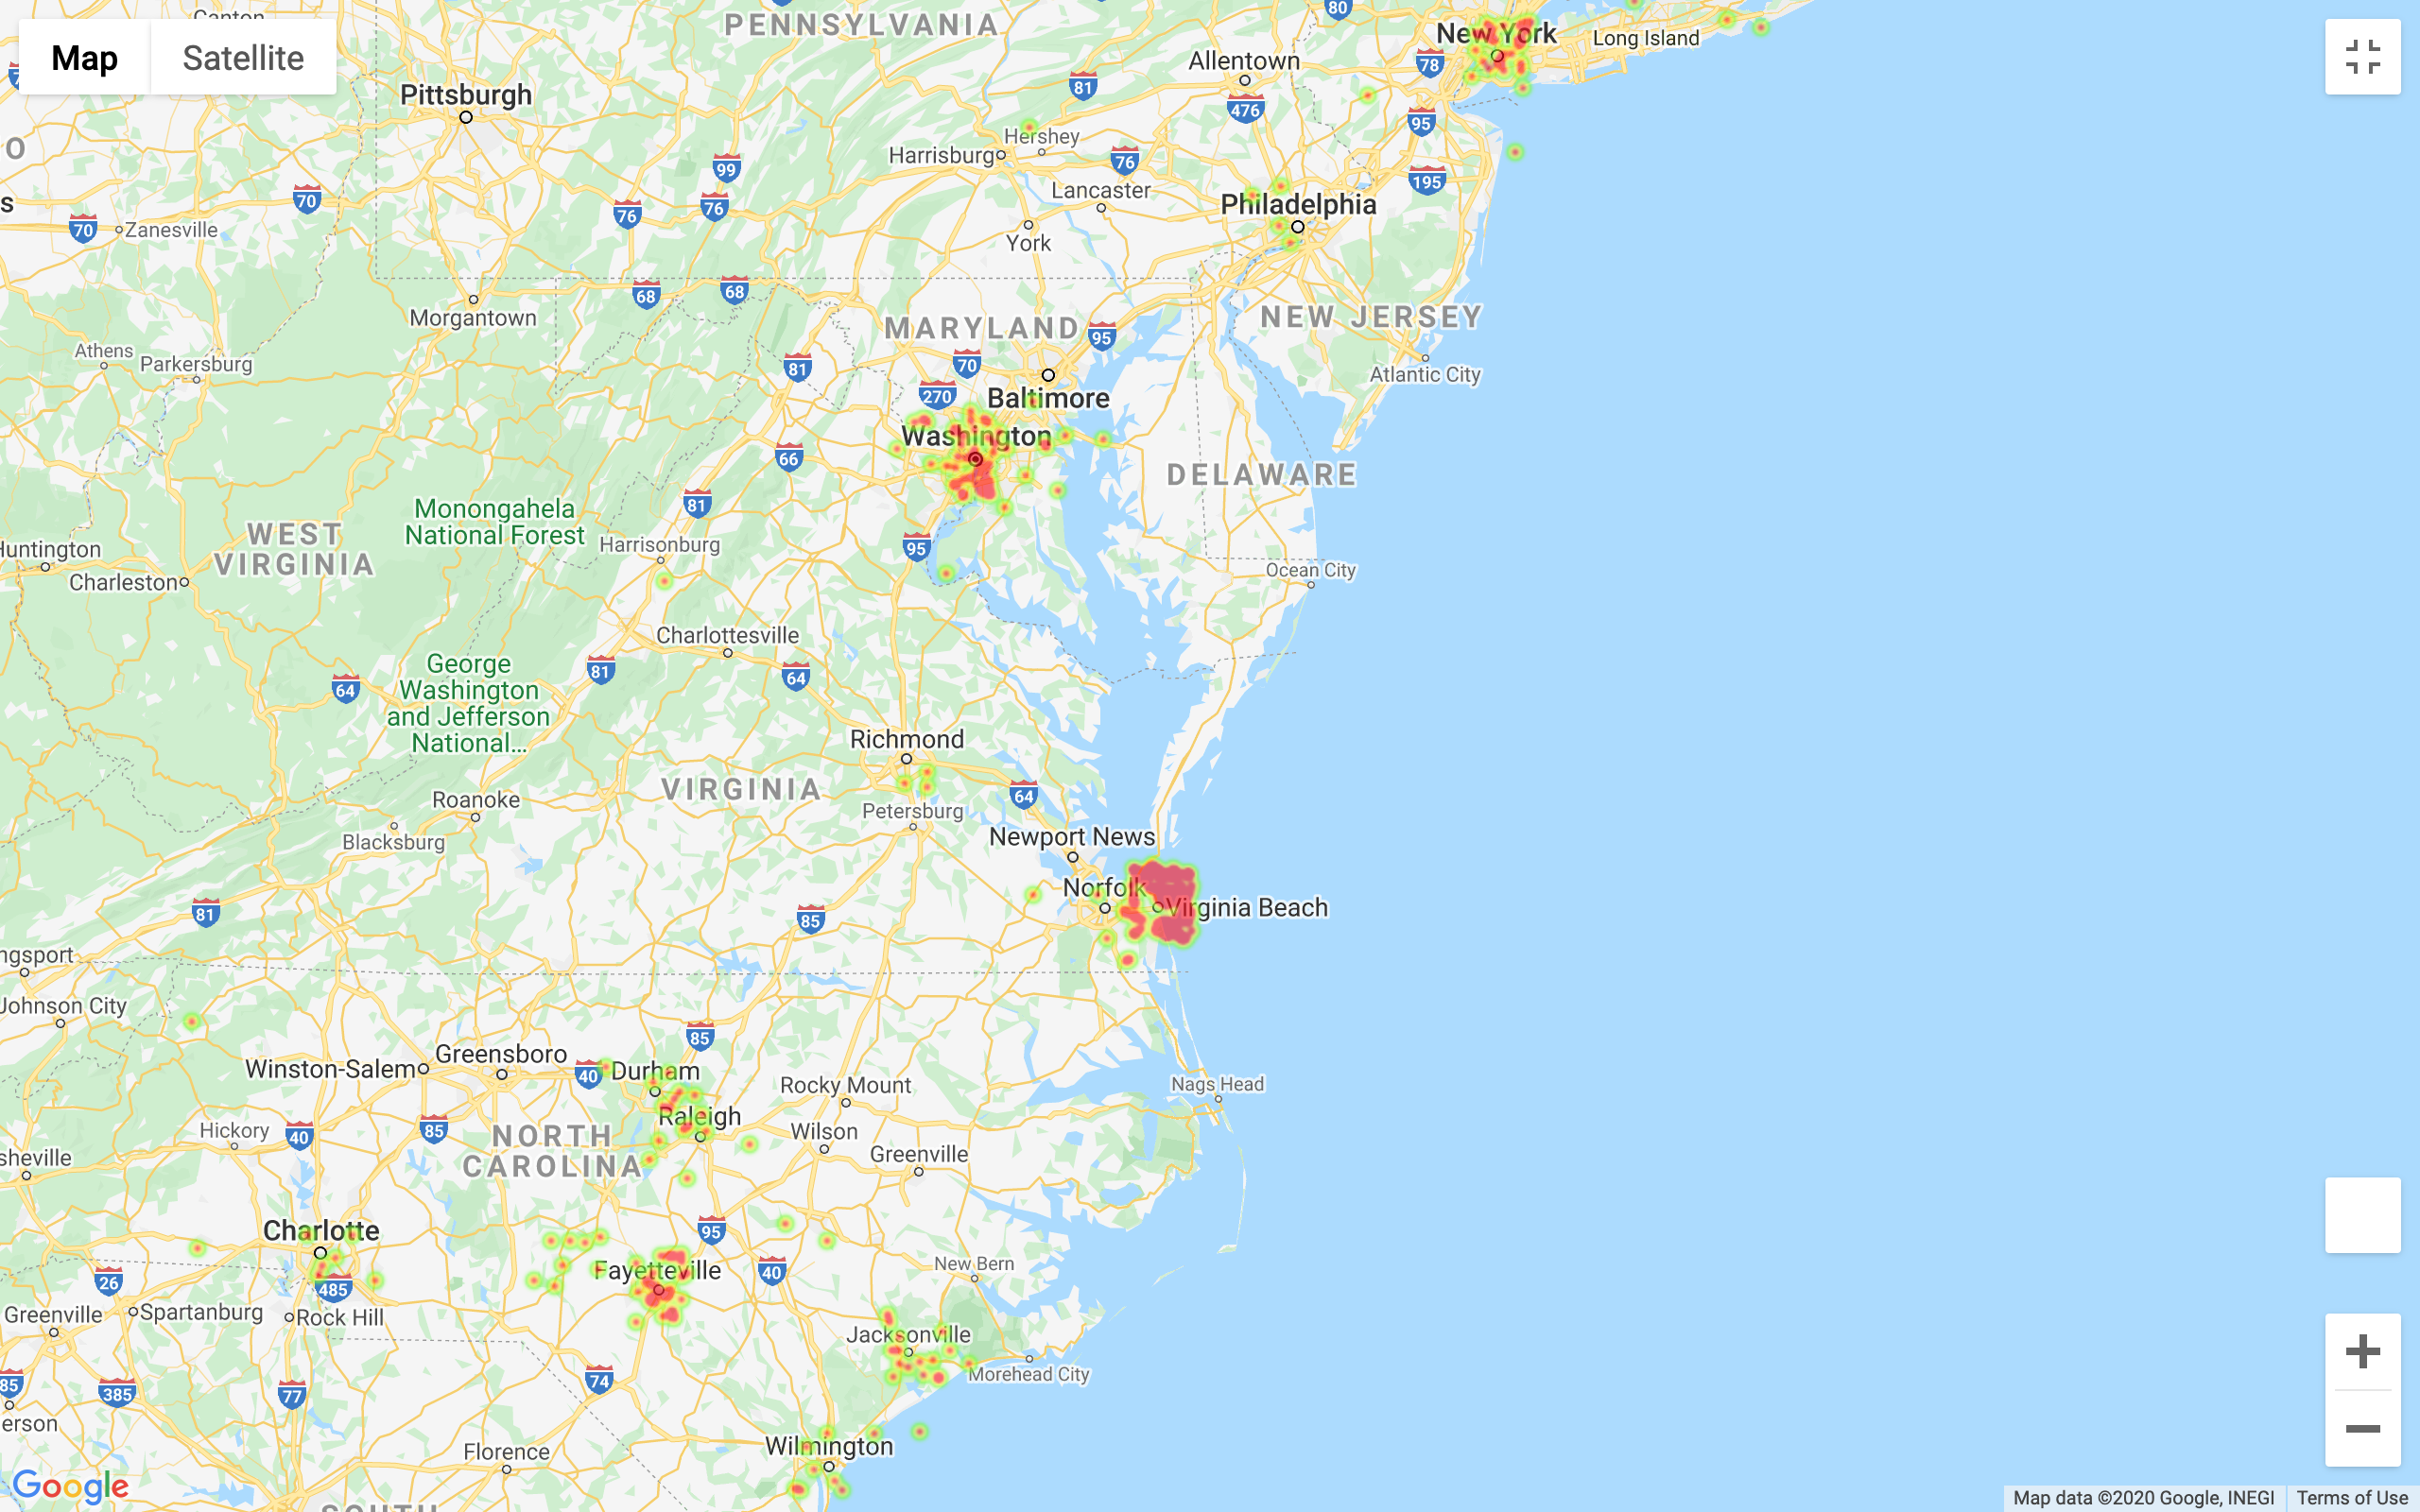 Canton
PENNSYLVANIA
80
New York
Long Island
Map
Satellite
Allentown
78
Pittsburgh
81
476
95
O
Hershey
Harrisburg
76
99
Lancaster
195
70
s
76
76
Philadelphia
70
Zanesville
York
68
68
Morgantown
MARYLAND
NEW JERSEY
95
Athens
Parkersburg
81
70
Atlantic City
270
Baltimore
Washington
66
DELAWARE
81
Monongahela
National Forest
WEST
VIRGINIA
Harrisonburg
95
Huntington
Charleston
Ocean City
Charlottesville
81
64
George
Washington
and Jefferson
National...
64
Richmond
VIRGINIA
64
Roanoke
Petersburg
Blacksburg
Newport News
Norfolk
Virginia Beach
81
85
ngsport
Johnson City
85
Greensboro
Winston-Salem
40
Durham
Rocky Mount
Nags Head
Raleigh
Hickory
40
85
NORTH
CAROLINA
Wilson
Greenville
sheville
Charlotte
95
26
485
Fayetteville
40
New Bern
Greenville
Spartanburg
Rock Hill
Jacksonville
85
385
77
74
Morehead City
erson
Florence
Wilmington
Google
SOUTH
Map data ©2020 Google, INEGI
Terms of Use